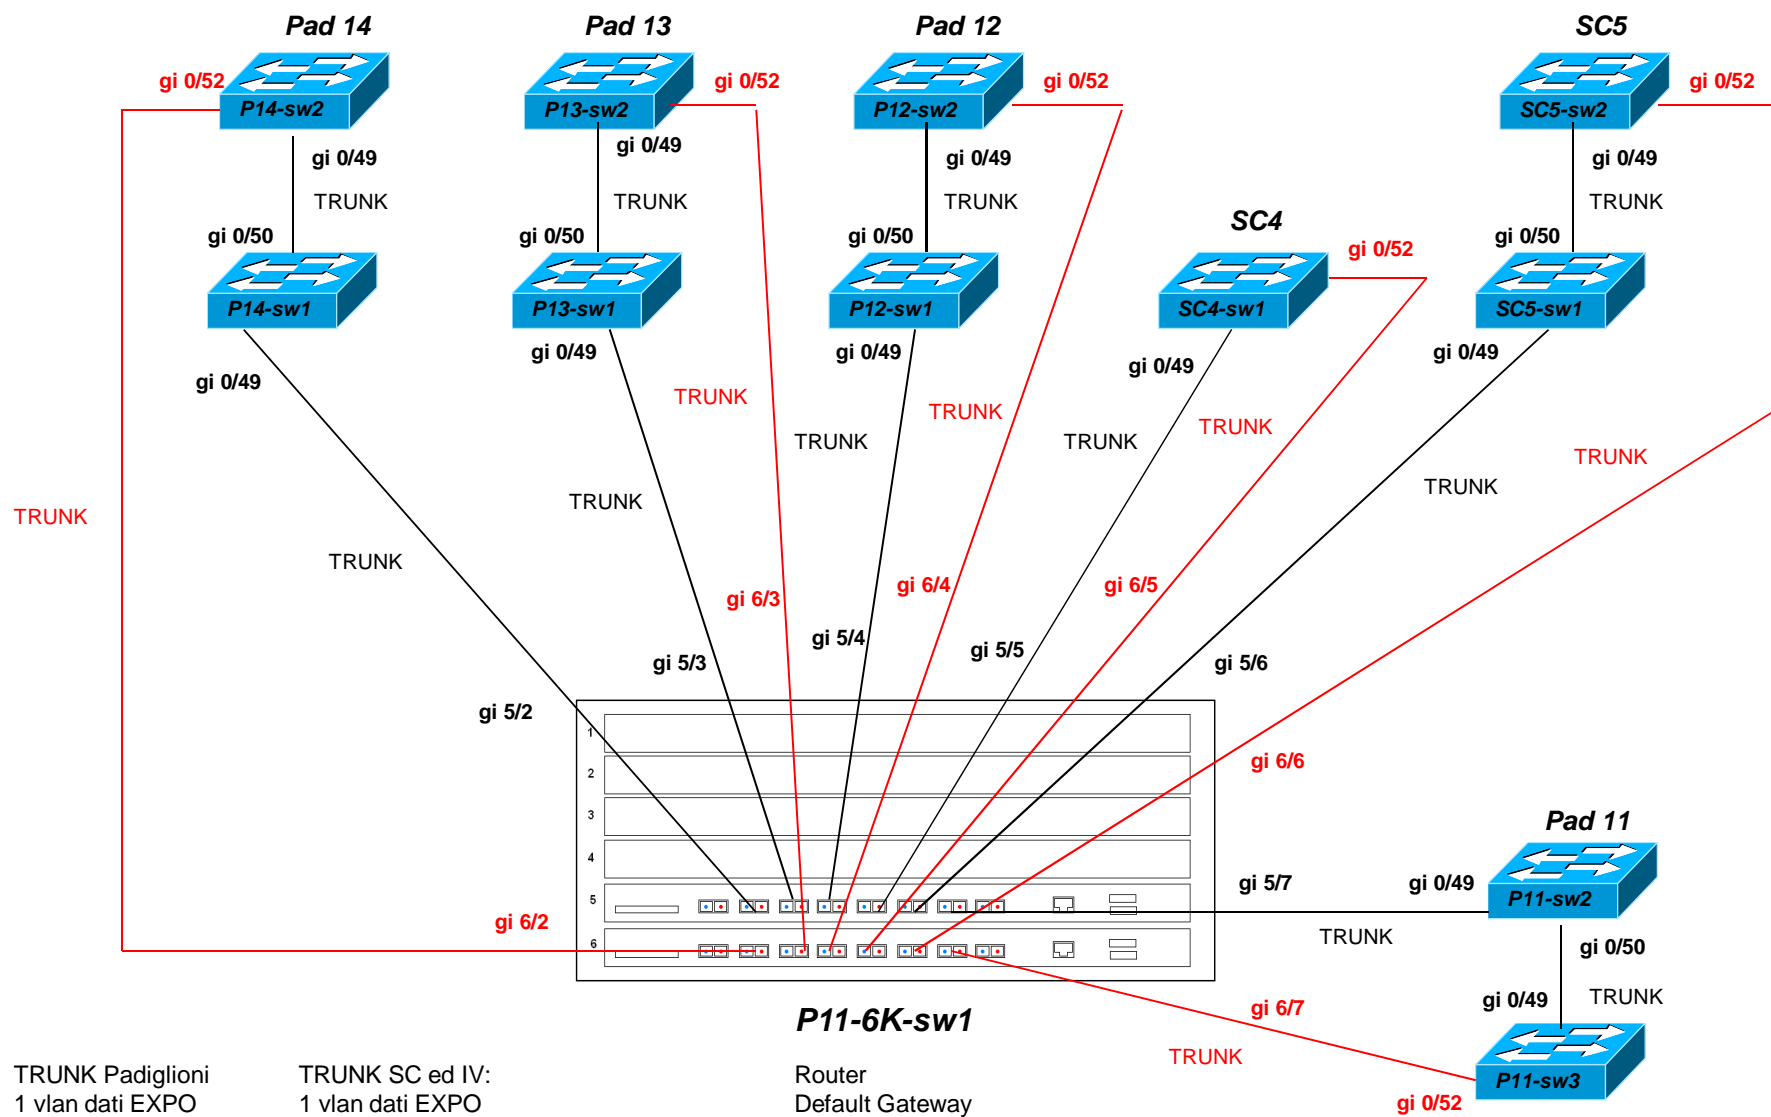 Pad 14
Pad 13
Pad 12
SC5
gi 0/52
P14-sw2
P13-sw2
gi 0/52
P12-sw2
gi 0/52
SC5-sw2
gi 0/52
gi 0/49
gi 0/49
gi 0/49
gi 0/49
TRUNK
TRUNK
TRUNK
TRUNK
SC4
gi 0/50
gi 0/50
gi 0/50
gi 0/52
gi 0/50
P14-sw1
P13-sw1
P12-sw1
SC4-sw1
SC5-sw1
gi 0/49
gi 0/49
gi 0/49
gi 0/49
gi 0/49
TRUNK
TRUNK
TRUNK
TRUNK
TRUNK
TRUNK
TRUNK
TRUNK
TRUNK
TRUNK
gi 6/3
gi 6/4
gi 6/5
gi 5/4
gi 5/5
gi 5/3
gi 5/6
gi 5/2
1
2
3
4
5
6
gi 6/6
Pad 11
gi 5/7
gi 0/49
P11-sw2
gi 6/2
TRUNK
gi 0/50
gi 0/49
TRUNK
gi 6/7
P11-6K-sw1
TRUNK
P11-sw3
gi 0/52
TRUNK Padiglioni
1 vlan dati EXPO
TRUNK SC ed IV:
1 vlan dati EXPO
Router
Default Gateway